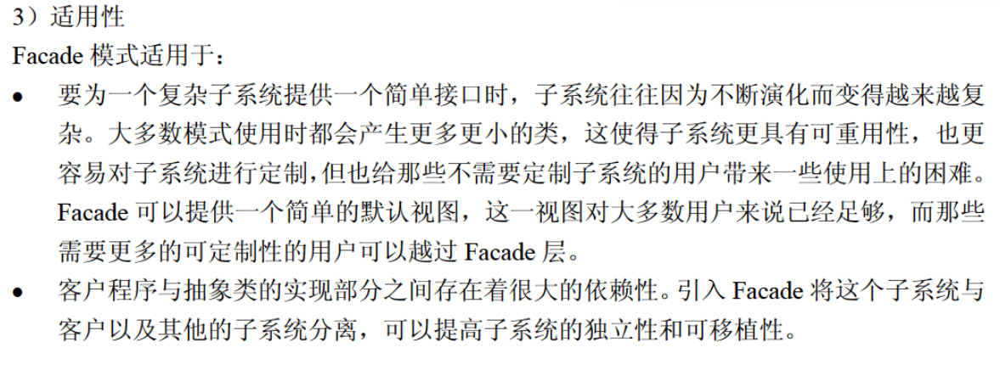 3）适用性
Facade 模式适用于：
● 要为一个复杂子系统提供一个简单接口时，子系统往往因为不断演化而变得越来越复
杂。大多数模式使用时都会产生更多更小的类，这使得子系统更具有可重用性，也更
容易对子系统进行定制，但也给那些不需要定制子系统的用户带来一些使用上的困难。
Facade 可以提供一个简单的默认视图，这一视图对大多数用户来说已经足够，而那些
需要更多的可定制性的用户可以越过 Facade 层。
● 客户程序与抽象类的实现部分之间存在着很大的依赖性。引入 Facade 将这个子系统与
客户以及其他的子系统分离，可以提高子系统的独立性和可移植性。